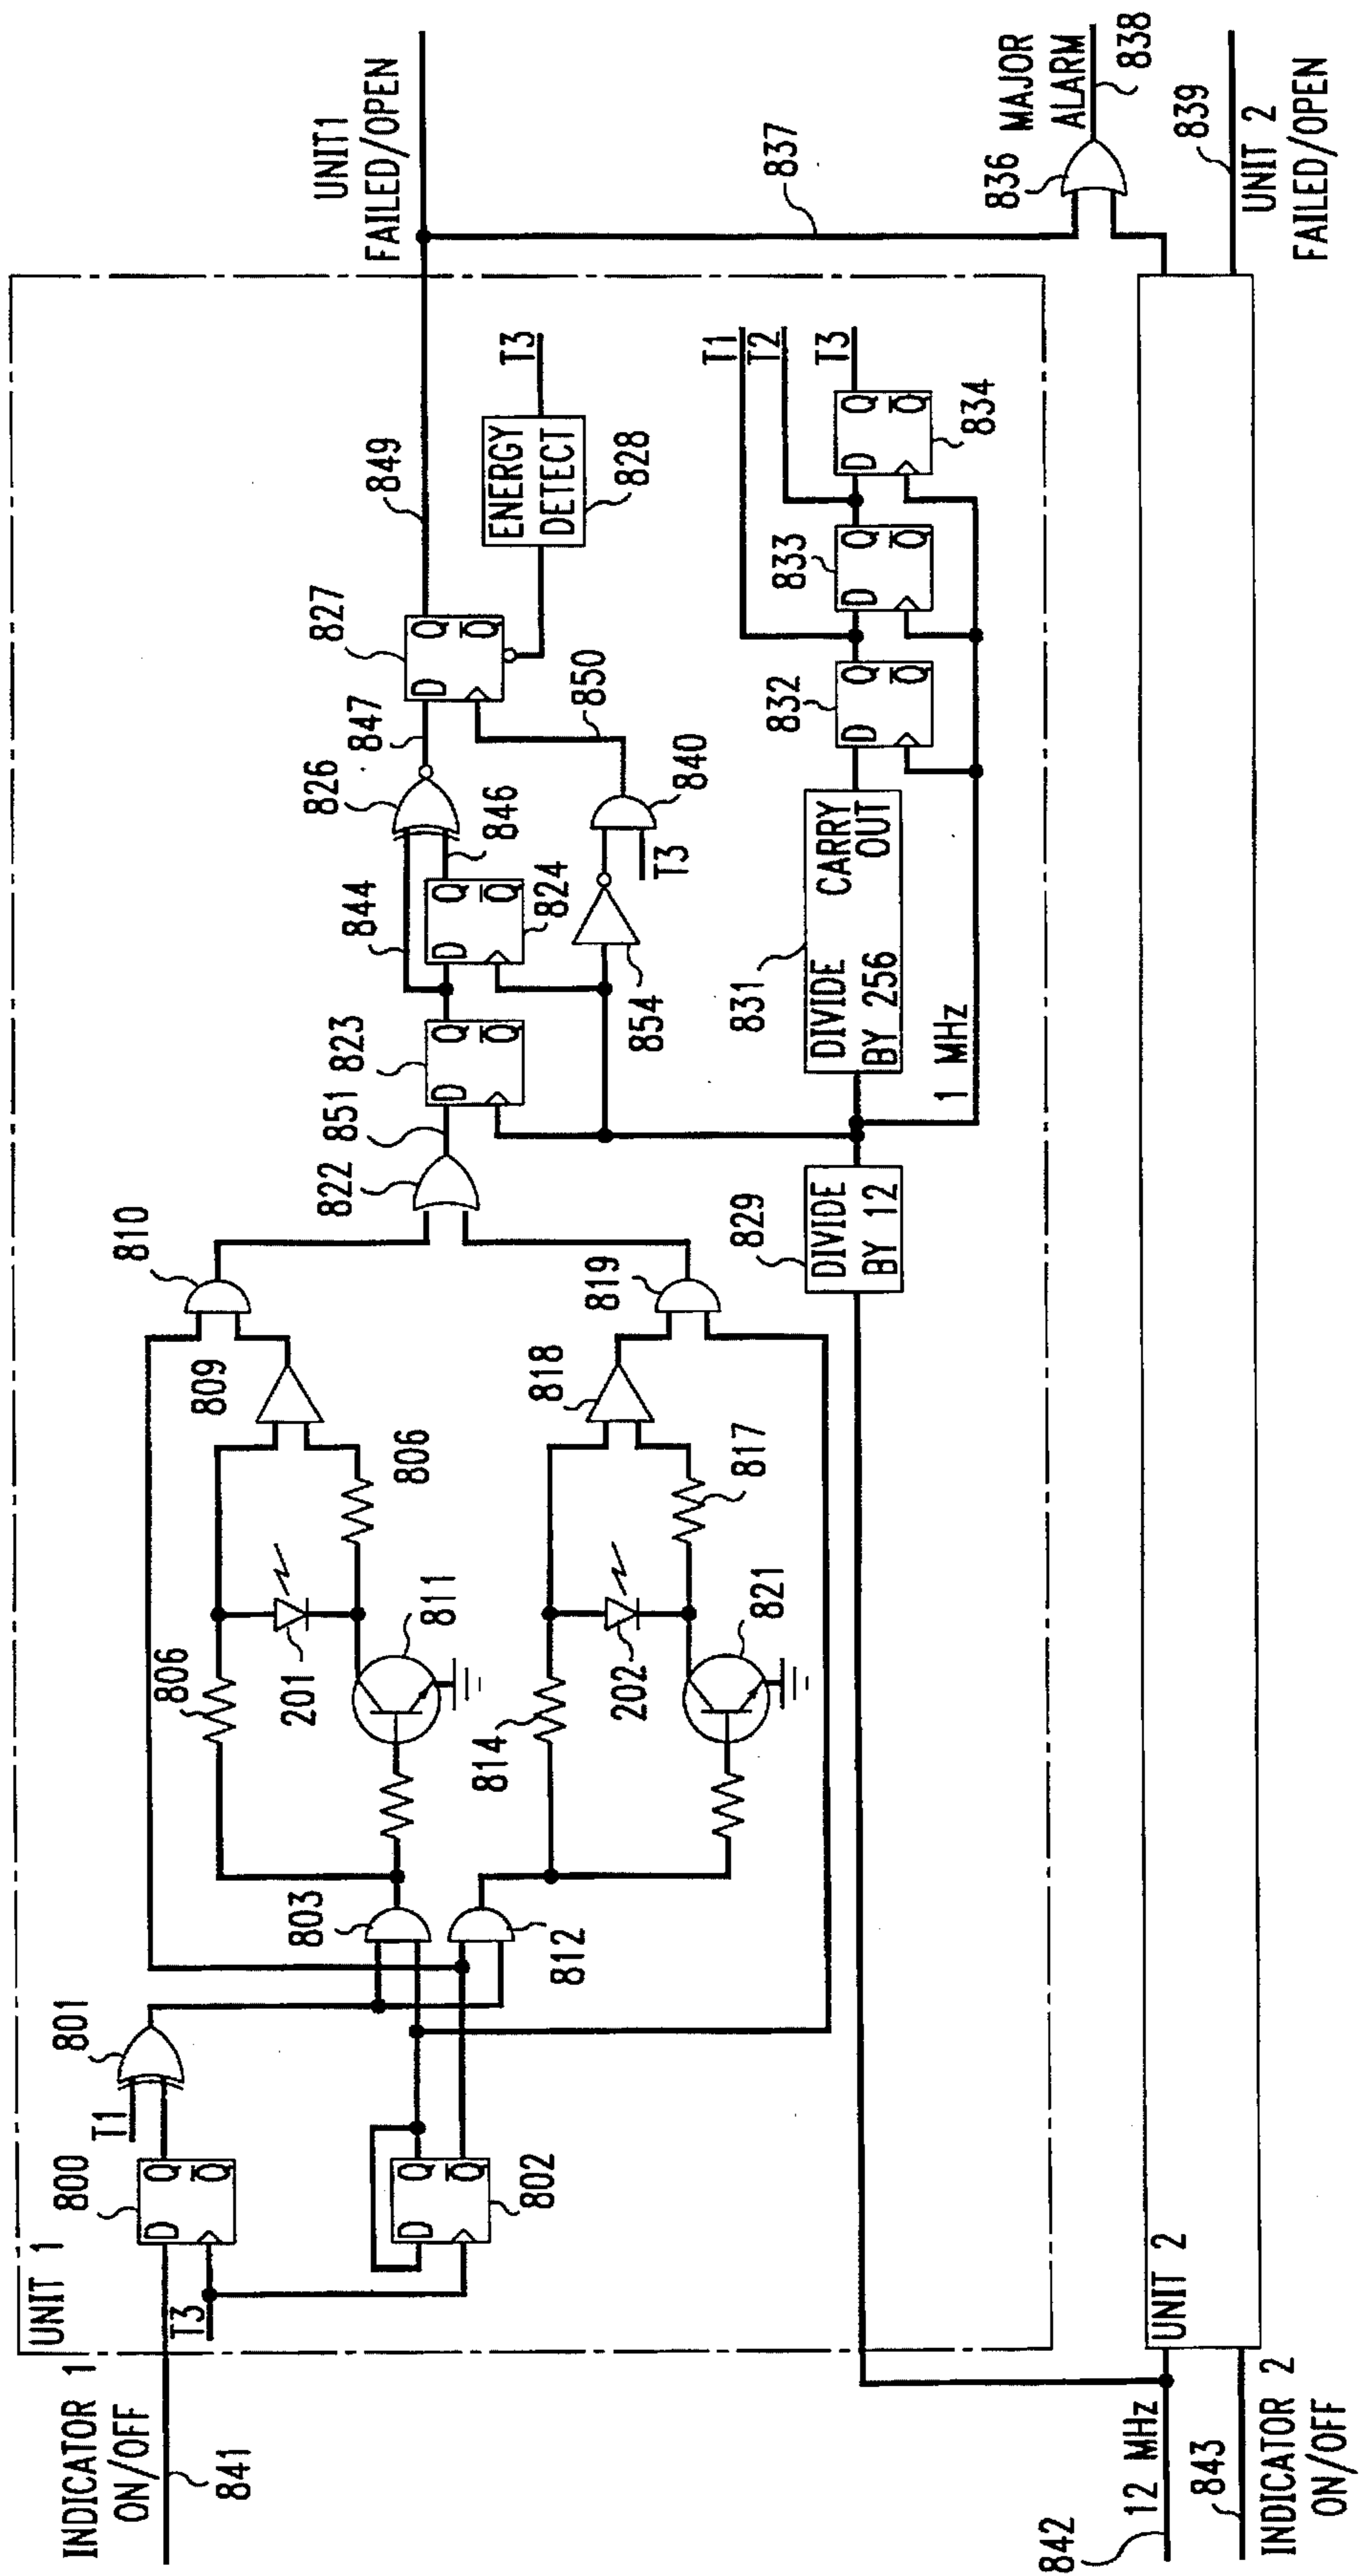 UNIT 1
INDICATOR 1
ON/OFF
841
T3
D
Q
Q
800
T1
801
D
Q
Q
802
803
812
806
201
811
806
809
810
814
202
821
817
818
819
822
851
D
Q
Q
823
844
D
Q
Q
824
846
826
847
854
T3
840
850
D
Q
Q
827
849
ENERGY
DETECT
828
T3
UNIT1
FAILED/OPEN
829
DIVIDE
BY 12
831
DIVIDE
BY 256
CARRY
OUT
1 MHz
832
D
Q
Q
833
D
Q
Q
834
D
Q
Q
T1
T2
T3
837
836
MAJOR
ALARM
838
839
UNIT 2
FAILED/OPEN
UNIT 2
842
12 MHz
843
INDICATOR 2
ON/OFF